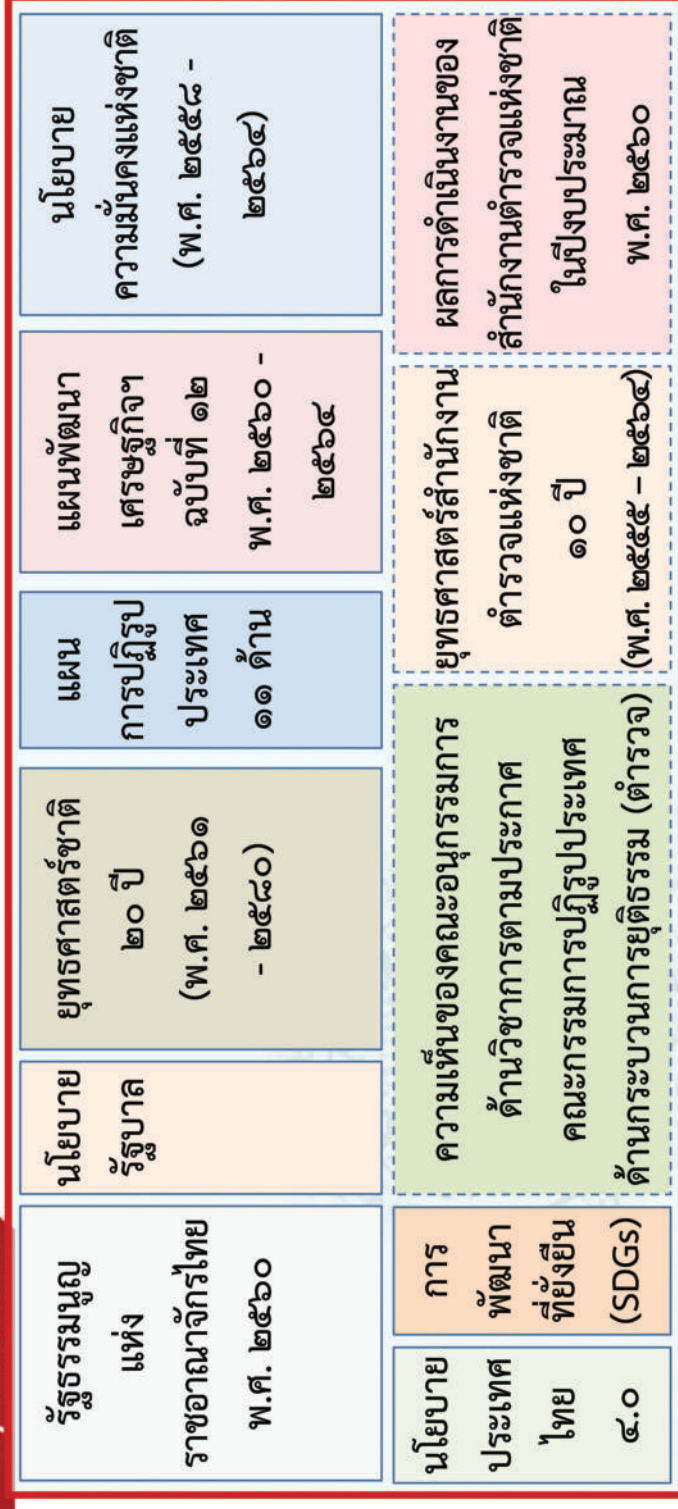 รัฐธรรมนูญ
แห่ง
ราชอาณาจักรไทย
พ.ศ. ๒๕๖๐
นโยบาย
รัฐบาล
ยุทธศาสตร์ชาติ
๒๐ ปี
(พ.ศ. ๒๕๖๑
- ๒๕๘๐)
แผน
การปฏิรูป
ประเทศ
๑๑ ด้าน
แผนพัฒนา
เศรษฐกิจฯ
ฉบับที่ ๑๒
พ.ศ. ๒๕๖๐ -
๒๕๖๔
นโยบาย
ความมั่นคงแห่งชาติ
(พ.ศ. ๒๕๕๘ -
๒๕๖๔)
นโยบาย
ประเทศ
ไทย
๔.๐
การ
พัฒนา
ที่ยั่งยืน
(SDGs)
ความเห็นของคณะอนุกรรมการ
ด้านวิชาการตามประกาศ
คณะกรรมการปฏิรูปประเทศ
ด้านกระบวนการยุติธรรม (ตำรวจ)
ยุทธศาสตร์สำนักงาน
ตำรวจแห่งชาติ
๑๐ ปี
(พ.ศ. ๒๕๕๕ – ๒๕๖๔)
ผลการดำเนินงานของ
สำนักงานตำรวจแห่งชาติ
ในปีงบประมาณ
พ.ศ. ๒๕๖๐